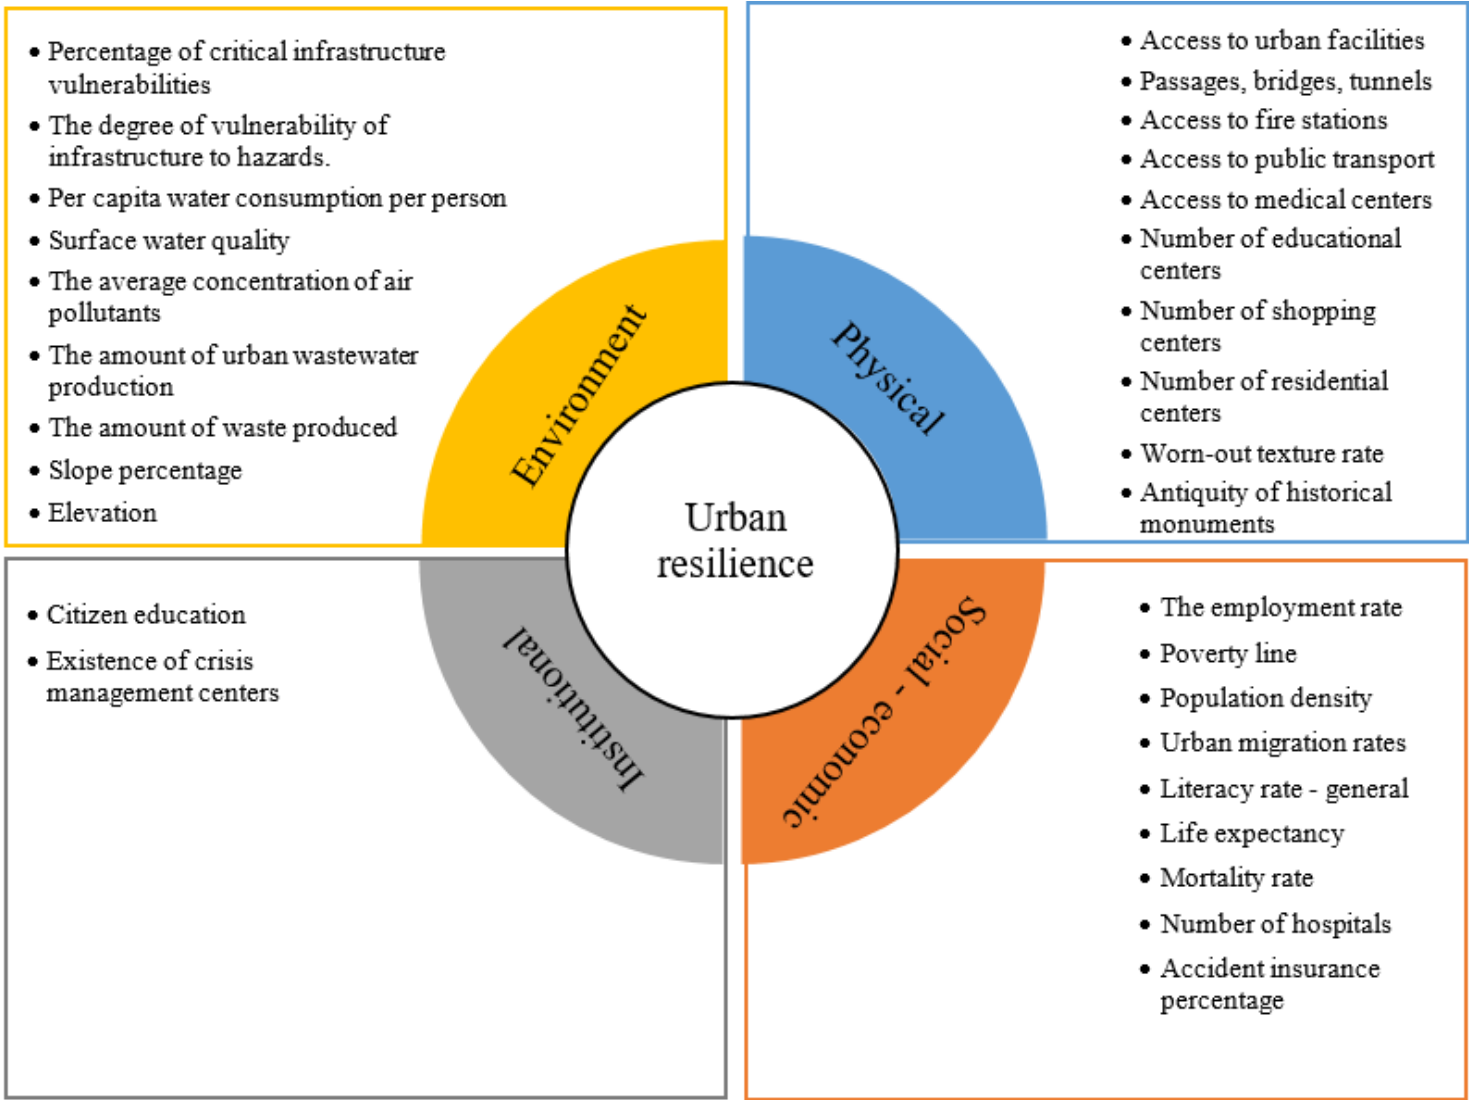 • Percentage of critical infrastructure
vulnerabilities
• The degree of vulnerability of
infrastructure to hazards.
• Per capita water consumption per person
• Surface water quality
• The average concentration of air
pollutants
• The amount of urban wastewater
production
• The amount of waste produced
• Slope percentage
• Elevation
Environment
• Access to urban facilities
• Passages, bridges, tunnels
• Access to fire stations
• Access to public transport
• Access to medical centers
• Number of educational
centers
• Number of shopping
centers
• Number of residential
centers
• Worn-out texture rate
• Antiquity of historical
monuments
Physical
Urban
resilience
• Citizen education
• Existence of crisis
management centers
Institutional
• The employment rate
• Poverty line
• Population density
• Urban migration rates
• Literacy rate - general
• Life expectancy
• Mortality rate
• Number of hospitals
• Accident insurance
percentage
Social - economic